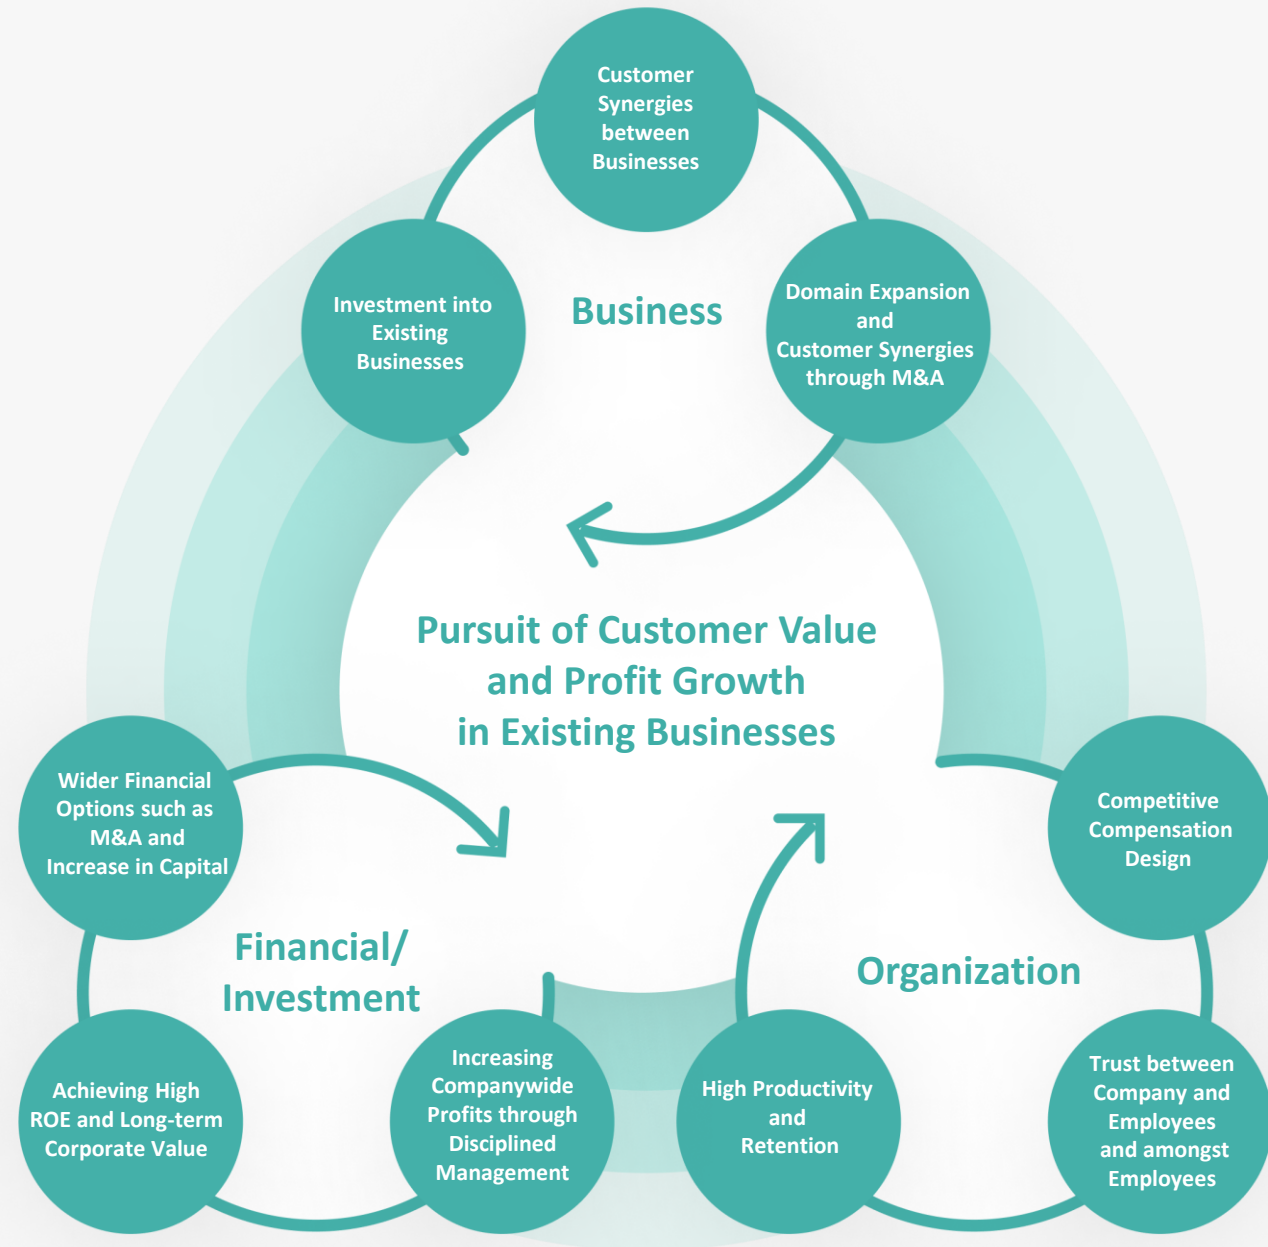 Customer
Synergies
between
Businesses
Investment into
Existing
Businesses
Business
Domain Expansion
and
Customer Synergies
through M&A
Pursuit of Customer Value
and Profit Growth
in Existing Businesses
Wider Financial
Options such as
M&A and
Increase in Capital
Financial/
Investment
Achieving High
ROE and Long-term
Corporate Value
Increasing
Companywide
Profits through
Disciplined
Management
Competitive
Compensation
Design
Organization
High Productivity
and
Retention
Trust between
Company and
Employees
and amongst
Employees